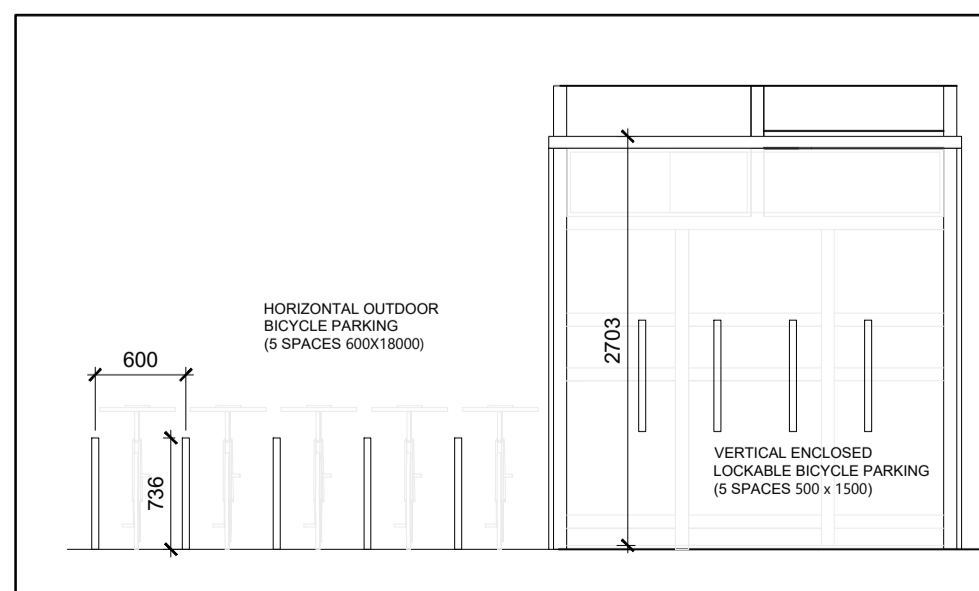 HORIZONTAL OUTDOOR
BICYCLE PARKING
(5 SPACES 600X18000)
600
736
2703
VERTICAL ENCLOSED
LOCKABLE BICYCLE PARKING
(5 SPACES 500 x 1500)